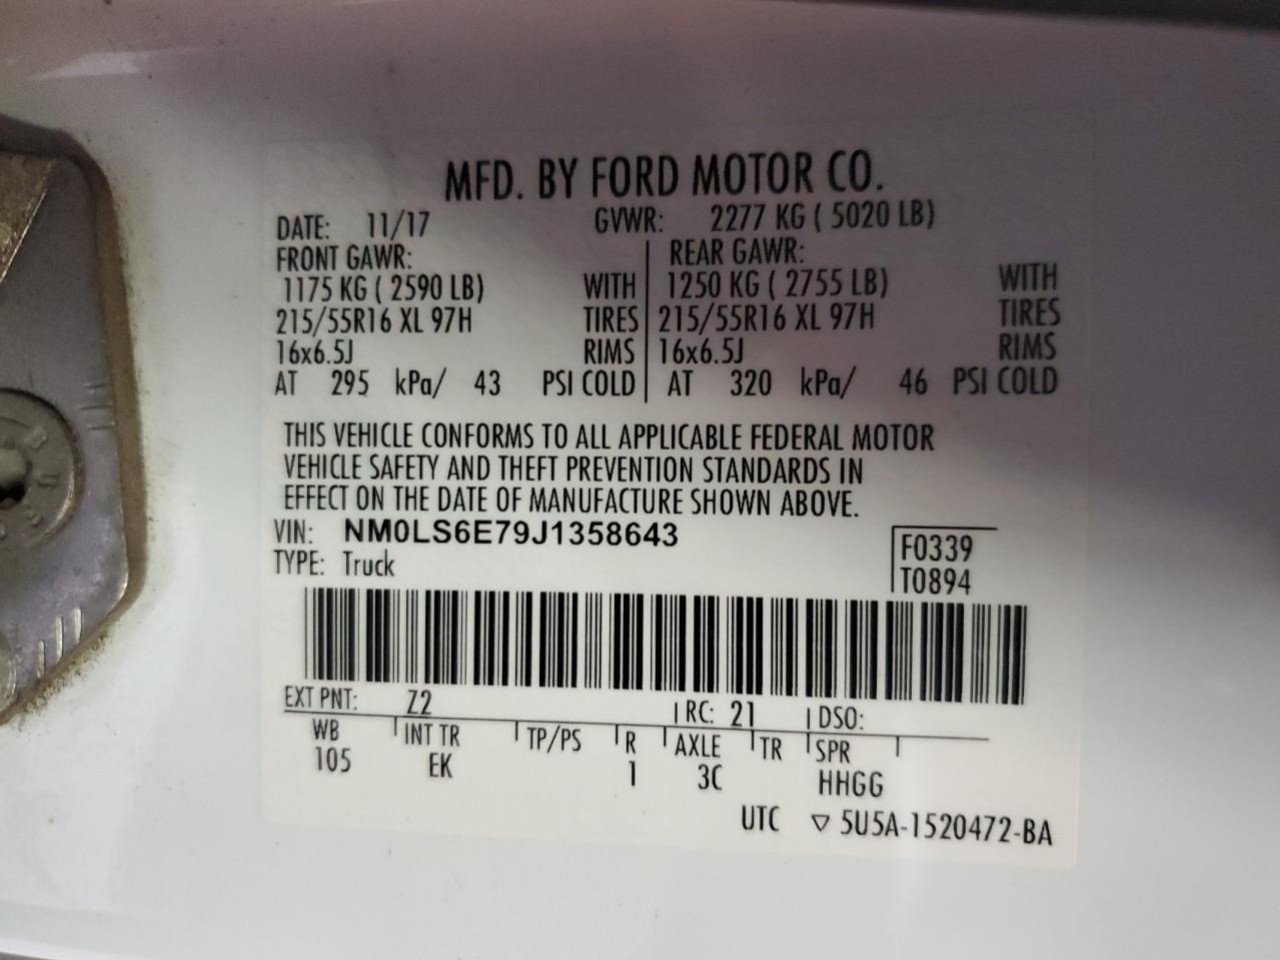 MFD. BY FORD MOTOR CO.
DATE: 11/17 GVWR: 2277 KG ( 5020 LB)
FRONT GAWR: REAR GAWR:
1175 KG ( 2590 LB) WITH 1250 KG ( 2755 LB) WITH
215/55R16 XL 97H TIRES 215/55R16 XL 97H TIRES
16x6.5J RIMS 16x6.5J RIMS
AT 295 kPa/ 43 PSI COLD AT 320 kPa/ 46 PSI COLD
THIS VEHICLE CONFORMS TO ALL APPLICABLE FEDERAL MOTOR
VEHICLE SAFETY AND THEFT PREVENTION STANDARDS IN
EFFECT ON THE DATE OF MANUFACTURE SHOWN ABOVE.
VIN: NM0LS6E79J1358643 F0339
TYPE: Truck T0894
EXT PNT: Z2 RC: 21 DSO:
WB INT TR TP/PS R AXLE TR SPR
105 EK 1 3C HHGG
UTC ▽ 5U5A-1520472-BA